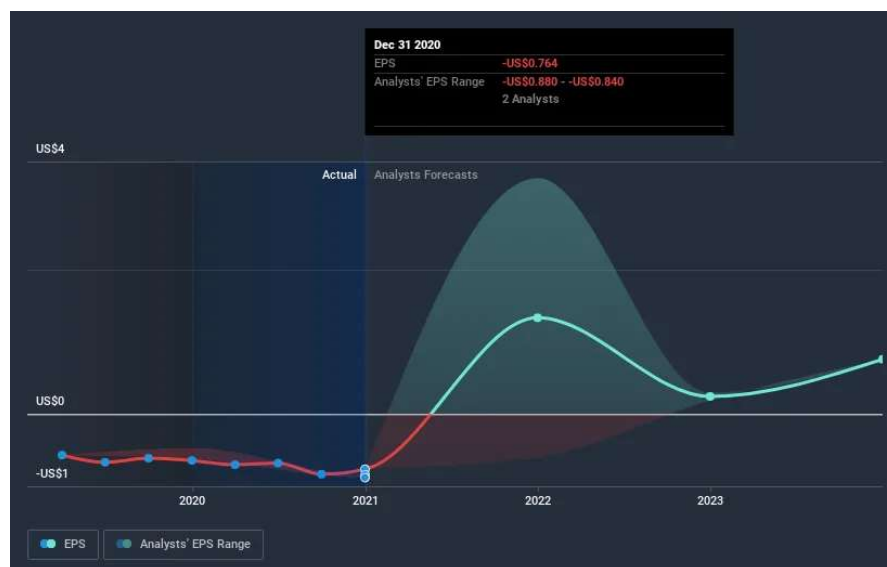 Dec 31 2020
EPS -US$0.764
Analysts' EPS Range -US$0.880 - -US$0.840
2 Analysts
US$4
Actual Analysts Forecasts
US$0
-US$1
2020 2021 2022 2023
EPS Analysts' EPS Range